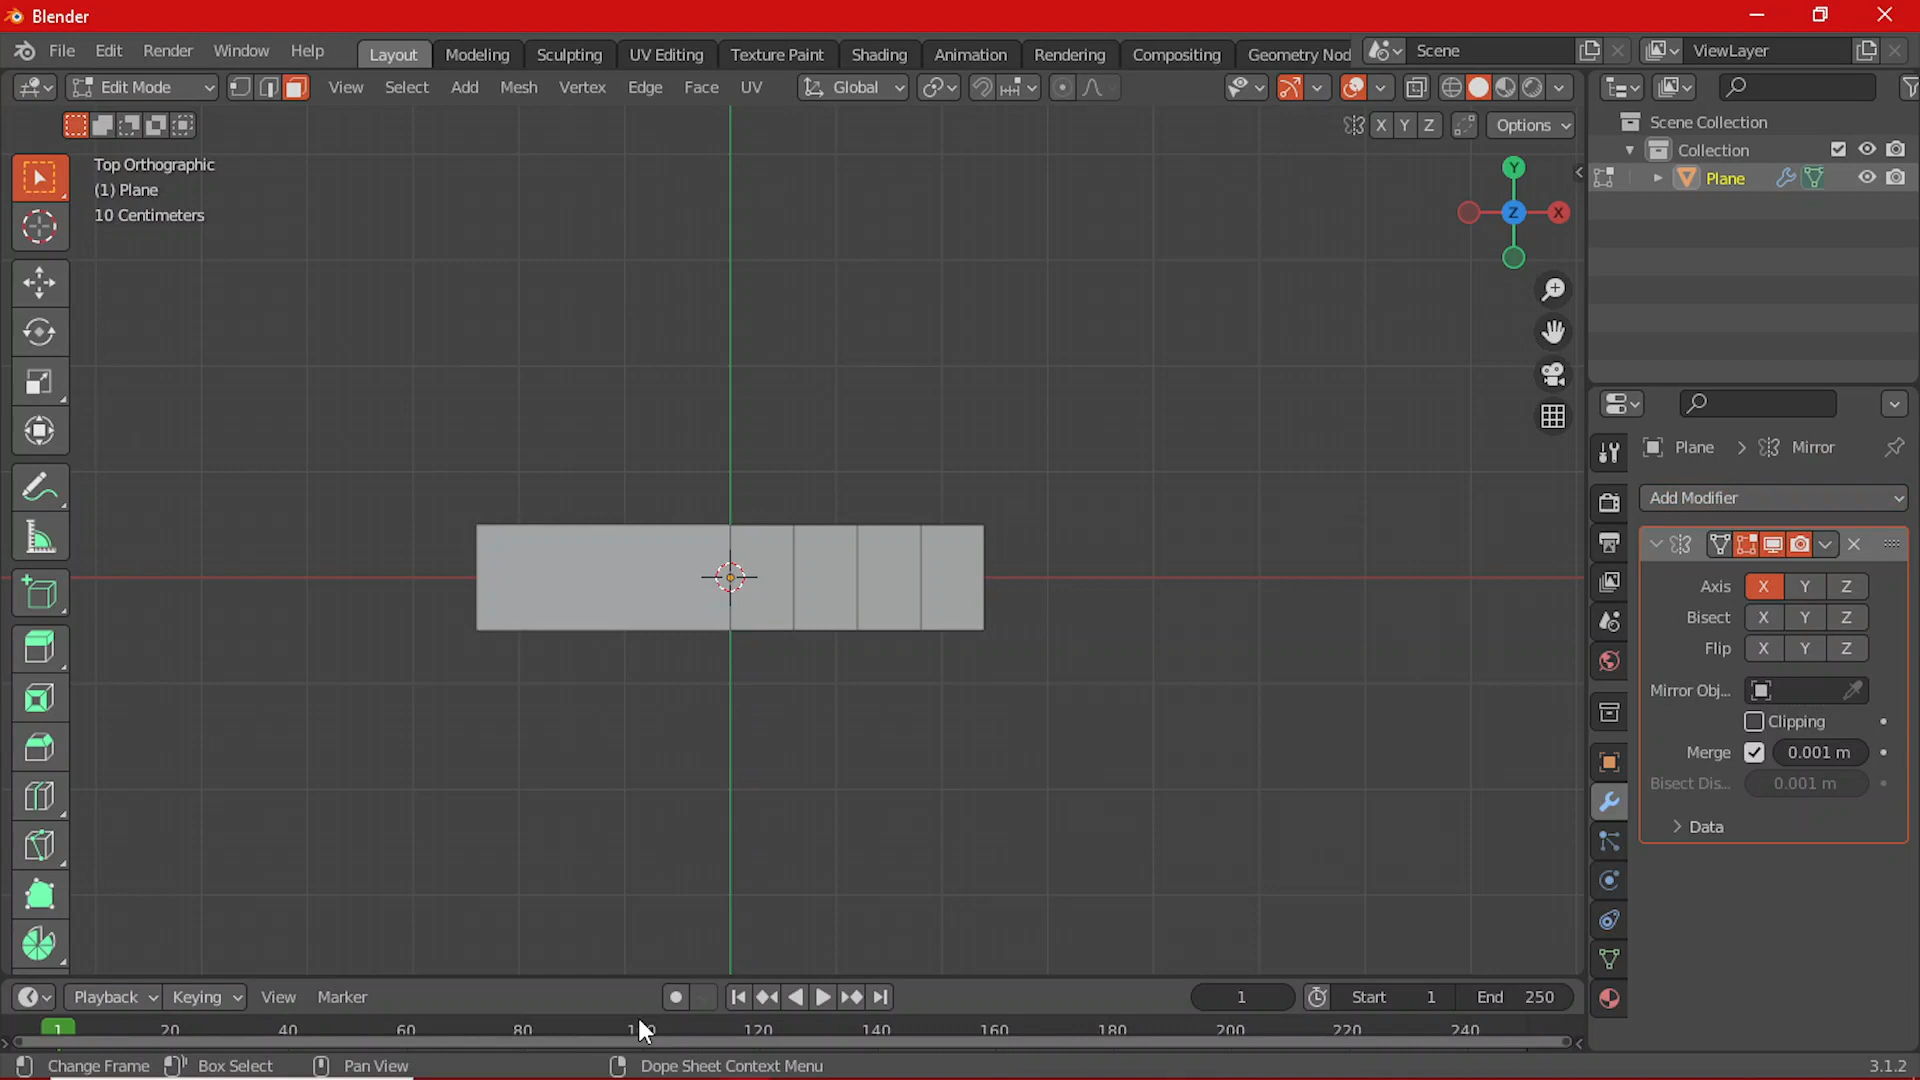 Blender
File Edit Render Window Help Layout Modeling Sculpting UV Editing Texture Paint Shading Animation Rendering Compositing Geometry Nod Scene ViewLayer
Edit Mode View Select Add Mesh Vertex Edge Face UV Global
X Y Z Options
Top Orthographic
(1) Plane
10 Centimeters
Y
Z
X
Scene Collection
Collection
Plane
Plane > Mirror
Add Modifier
Axis X Y Z
Bisect X Y Z
Flip X Y Z
Mirror Obj...
Clipping
Merge 0.001 m
Bisect Dis... 0.001 m
Data
Playback Keying View Marker 1 Start 1 End 250
1 20 40 60 80 120 140 160 180 200 220 240
Change Frame Box Select Pan View Dope Sheet Context Menu 3.1.2